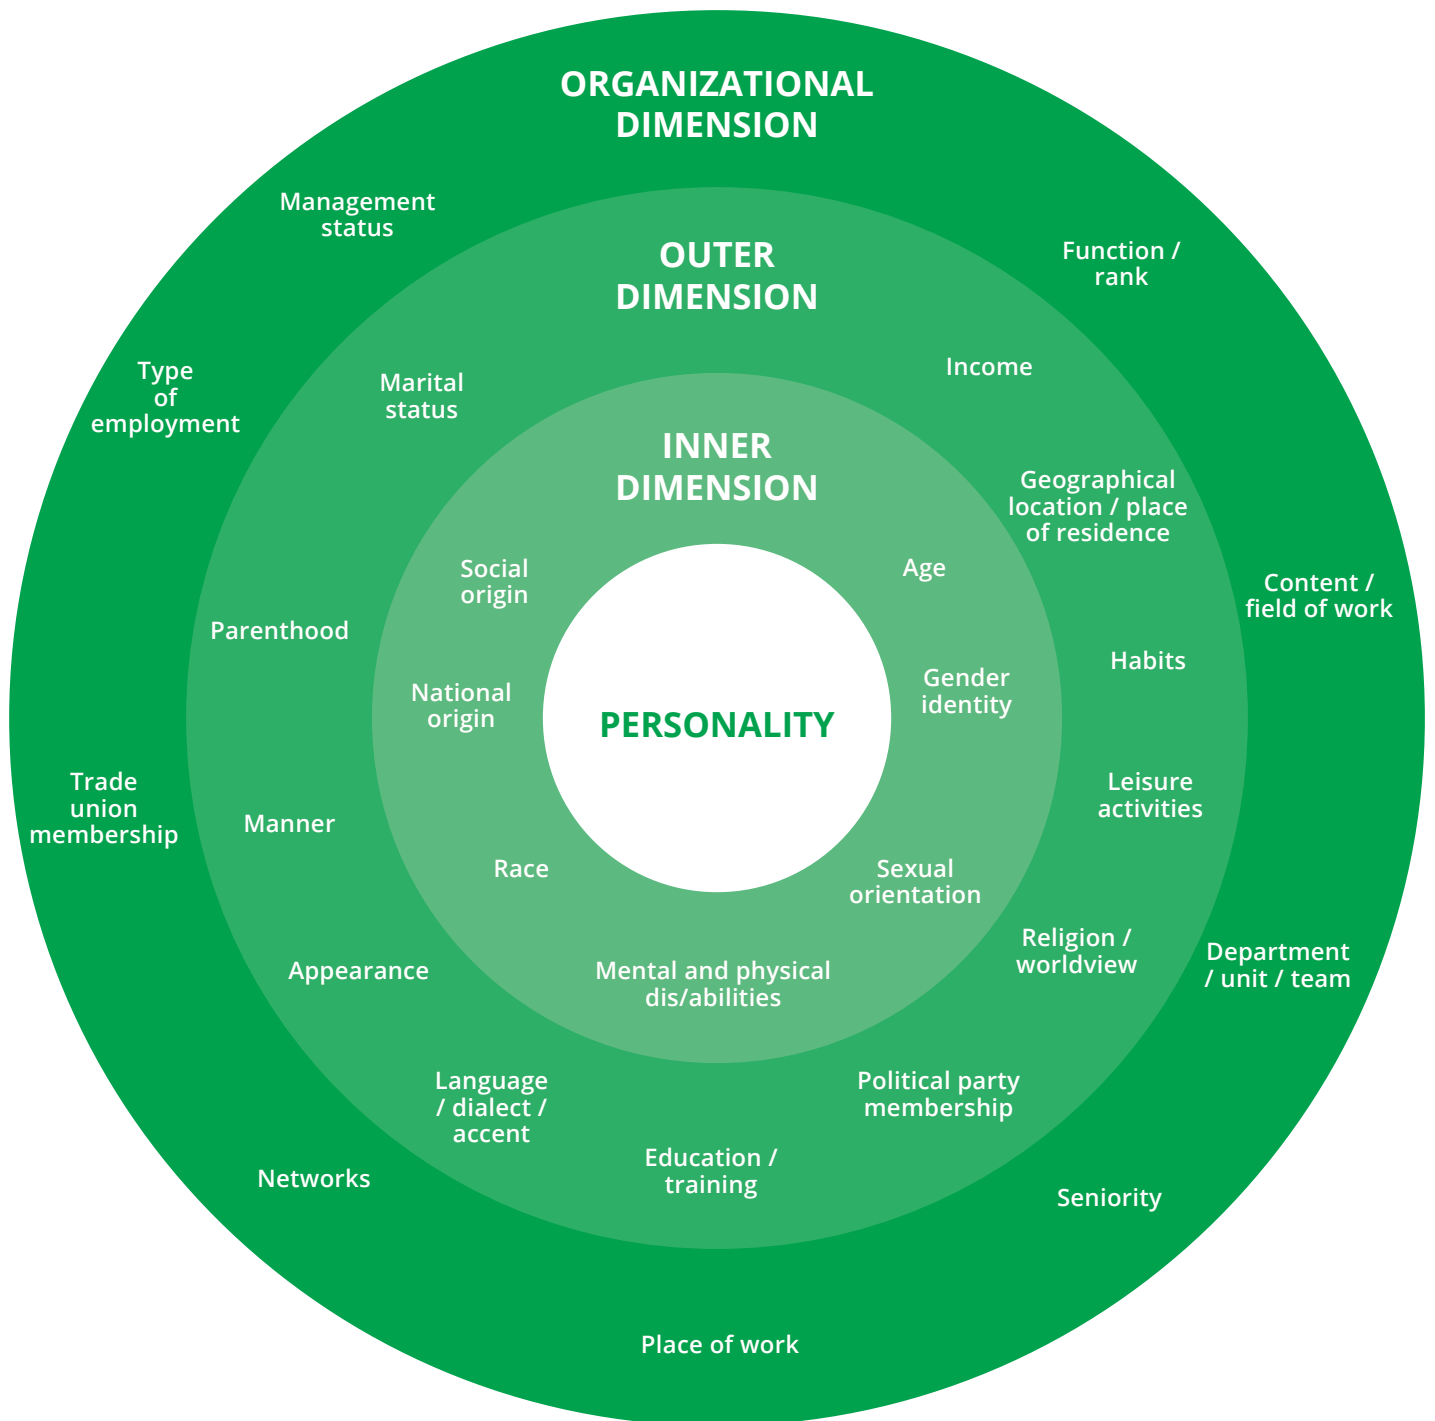 ORGANIZATIONAL
DIMENSION
Management
status
Function /
rank
OUTER
DIMENSION
Type
of
employment
Marital
status
Income
INNER
DIMENSION
Geographical
location / place
of residence
Social
origin
Age
Content /
field of work
Parenthood
Habits
National
origin
Gender
identity
PERSONALITY
Trade
union
membership
Manner
Leisure
activities
Race
Sexual
orientation
Religion /
worldview
Department
/ unit / team
Appearance
Mental and physical
dis/abilities
Language
/ dialect /
accent
Political party
membership
Education /
training
Networks
Seniority
Place of work